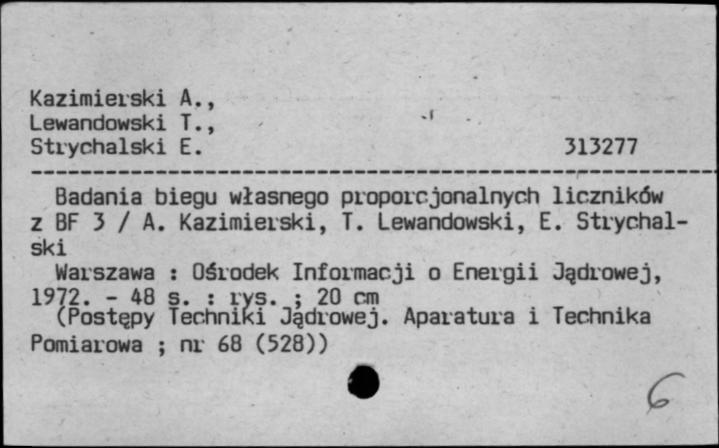 Kazimierski A.,
Lewandowski T.,
Strychalski E. 313277
Badania biegu własnego proporcjonalnych liczników
z BF 3 / A. Kazimierski, T. Lewandowski, E. Strychal-
ski
Warszawa : Ośrodek Informacji o Energii Jądrowej,
1972. - 48 s. : rys. ; 20 cm
(Postępy Techniki Jądrowej. Aparatura i Technika
Pomiarowa ; nr 68 (528))
6